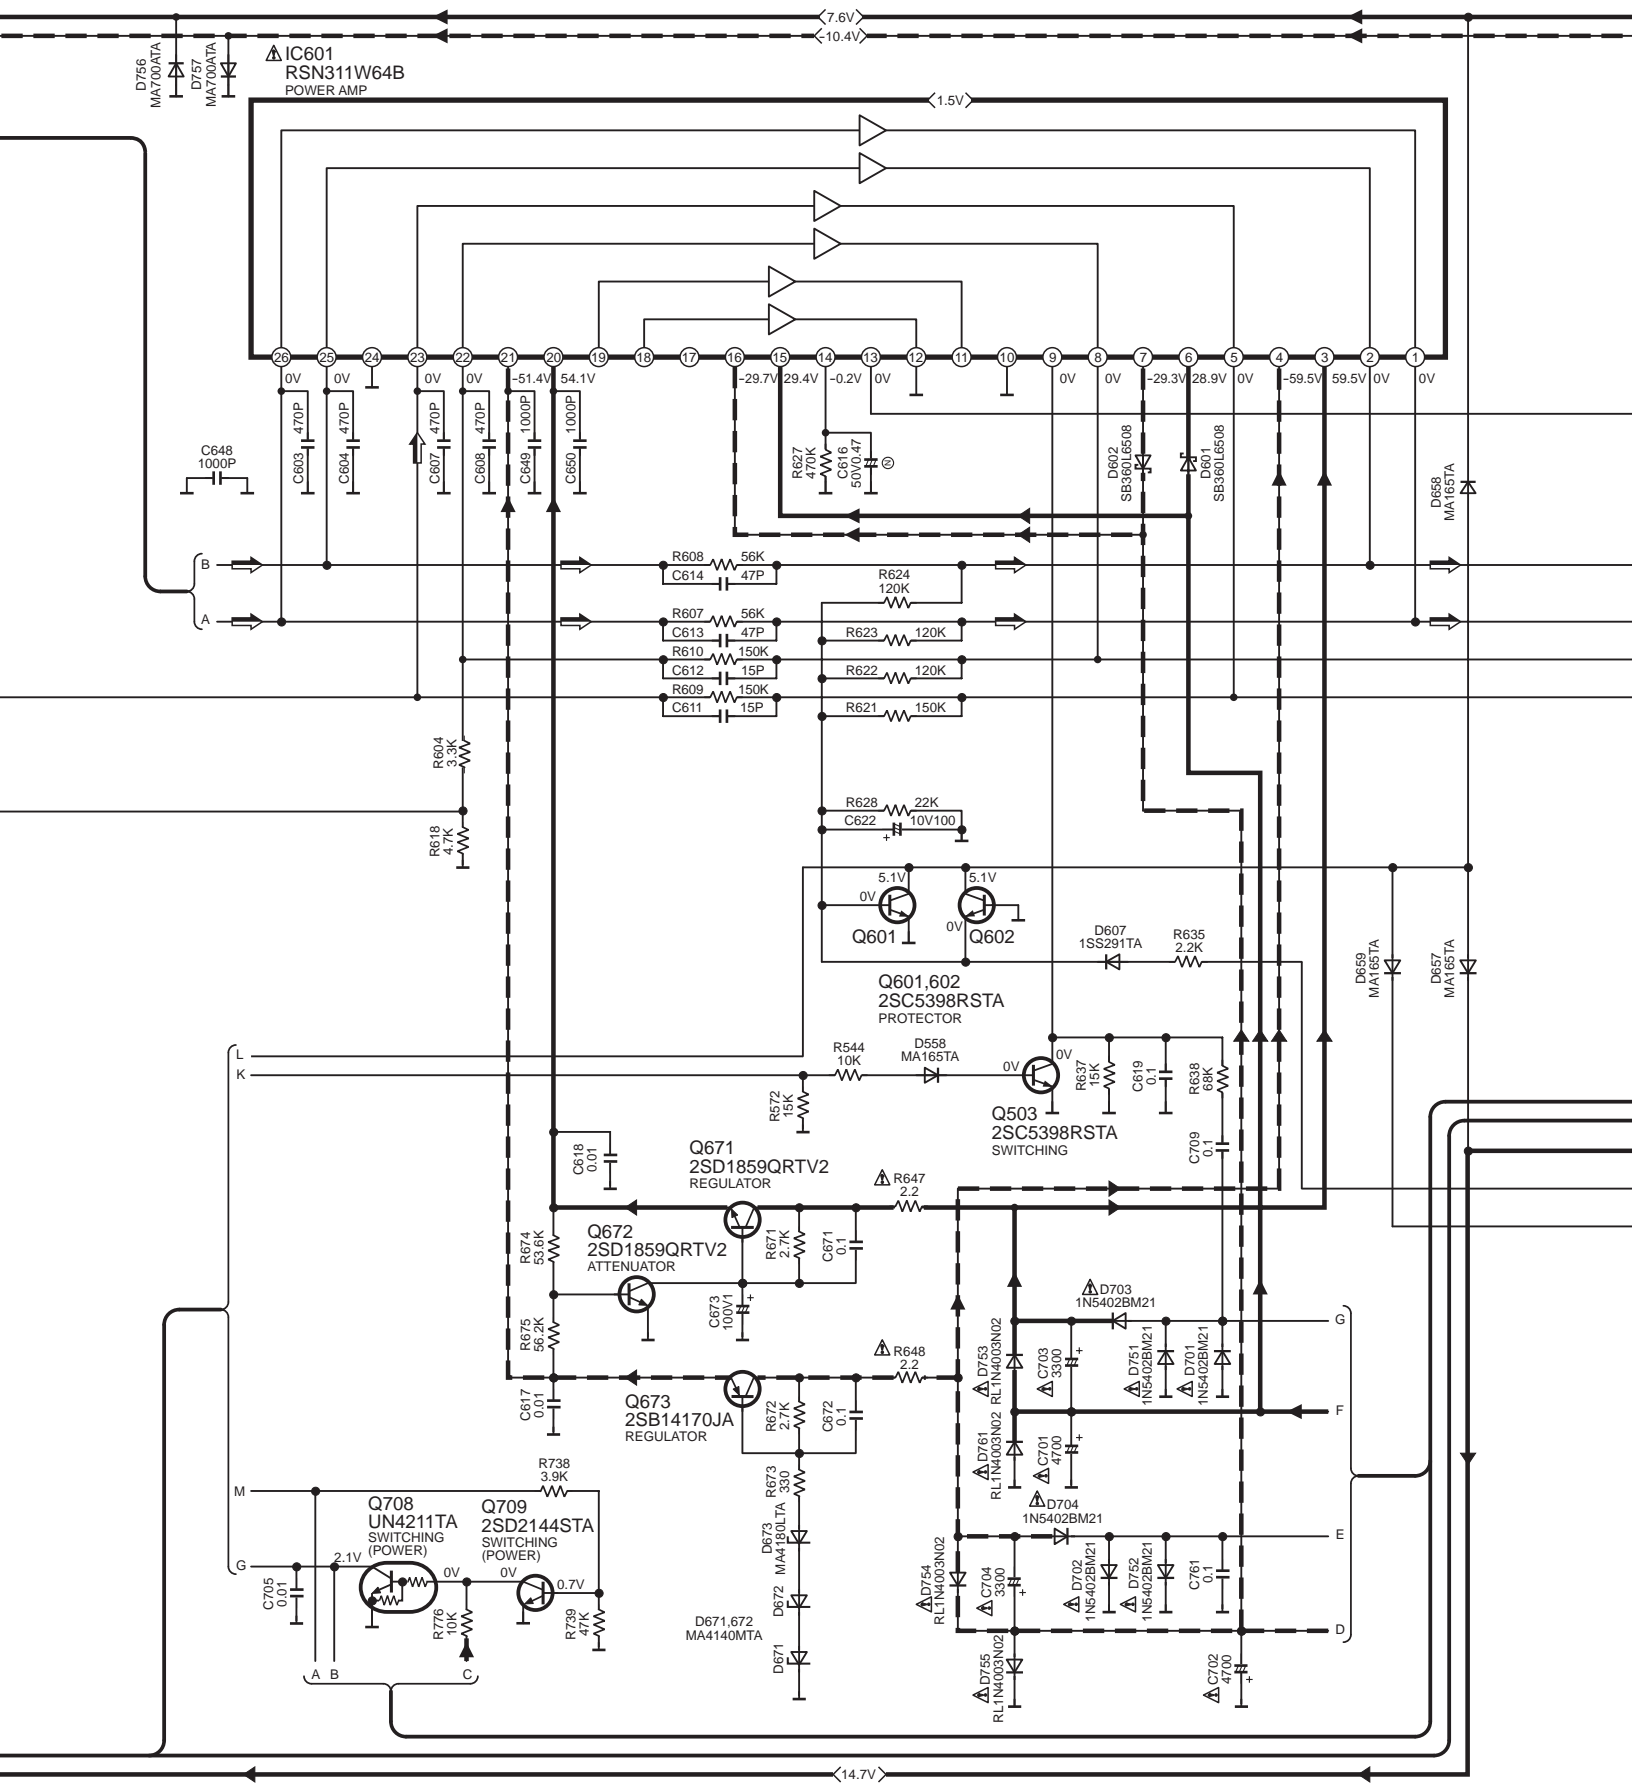 7.6V
-10.4V
D756
MA700ATA
D757
MA700ATA
IC601
RSN311W64B
POWER AMP
1.5V
26
25
24
23
22
21
20
19
18
17
16
15
14
13
12
11
10
9
8
7
6
5
4
3
2
1
0V
0V
0V
0V
-51.4V
54.1V
-29.7V
29.4V
-0.2V
0V
0V
0V
-29.3V
28.9V
0V
-59.5V
59.5V
0V
0V
C648
1000P
C603
470P
C604
470P
C607
470P
C608
470P
C649
1000P
C650
1000P
R627
470K
C616
50V0.47
N
D602
SB360L6508
D601
SB360L6508
D658
MA165TA
B
A
R608 56K
C614 47P
R607 56K
C613 47P
R610 150K
C612 15P
R609 150K
C611 15P
R624
120K
R623 120K
R622 120K
R621 150K
R604
3.3K
R618
4.7K
R628 22K
C622 10V100
+
5.1V
5.1V
0V
0V
Q601
Q602
Q601,602
2SC5398RSTA
PROTECTOR
D607
1SS291TA
R635
2.2K
D659
MA165TA
D657
MA165TA
L
K
R544
10K
D558
MA165TA
R572
15K
0V
0V
Q503
2SC5398RSTA
SWITCHING
R637
15K
C619
0.1
R638
68K
C709
0.1
C618
0.01
Q671
2SD1859QRTV2
REGULATOR
R647
2.2
R674
53.6K
Q672
2SD1859QRTV2
ATTENUATOR
R671
2.7K
C671
0.1
R675
56.2K
C673
100V1
+
R648
2.2
C617
0.01
Q673
2SB14170JA
REGULATOR
R672
2.7K
C672
0.1
D703
1N5402BM21
D753
RL1N4003N02
C703
3300
+
D751
1N5402BM21
D701
1N5402BM21
G
F
D761
RL1N4003N02
C701
4700
+
R673
330
D673
MA4180LTA
D672
D671,672
MA4140MTA
D671
D704
1N5402BM21
E
D754
RL1N4003N02
C704
3300
+
D702
1N5402BM21
D752
1N5402BM21
C761
0.1
D
D755
RL1N4003N02
C702
4700
+
M
R738
3.9K
Q708
UN4211TA
SWITCHING
(POWER)
Q709
2SD2144STA
SWITCHING
(POWER)
G
2.1V
0V
0V
0.7V
C705
0.01
R776
10K
R739
47K
A
B
C
14.7V